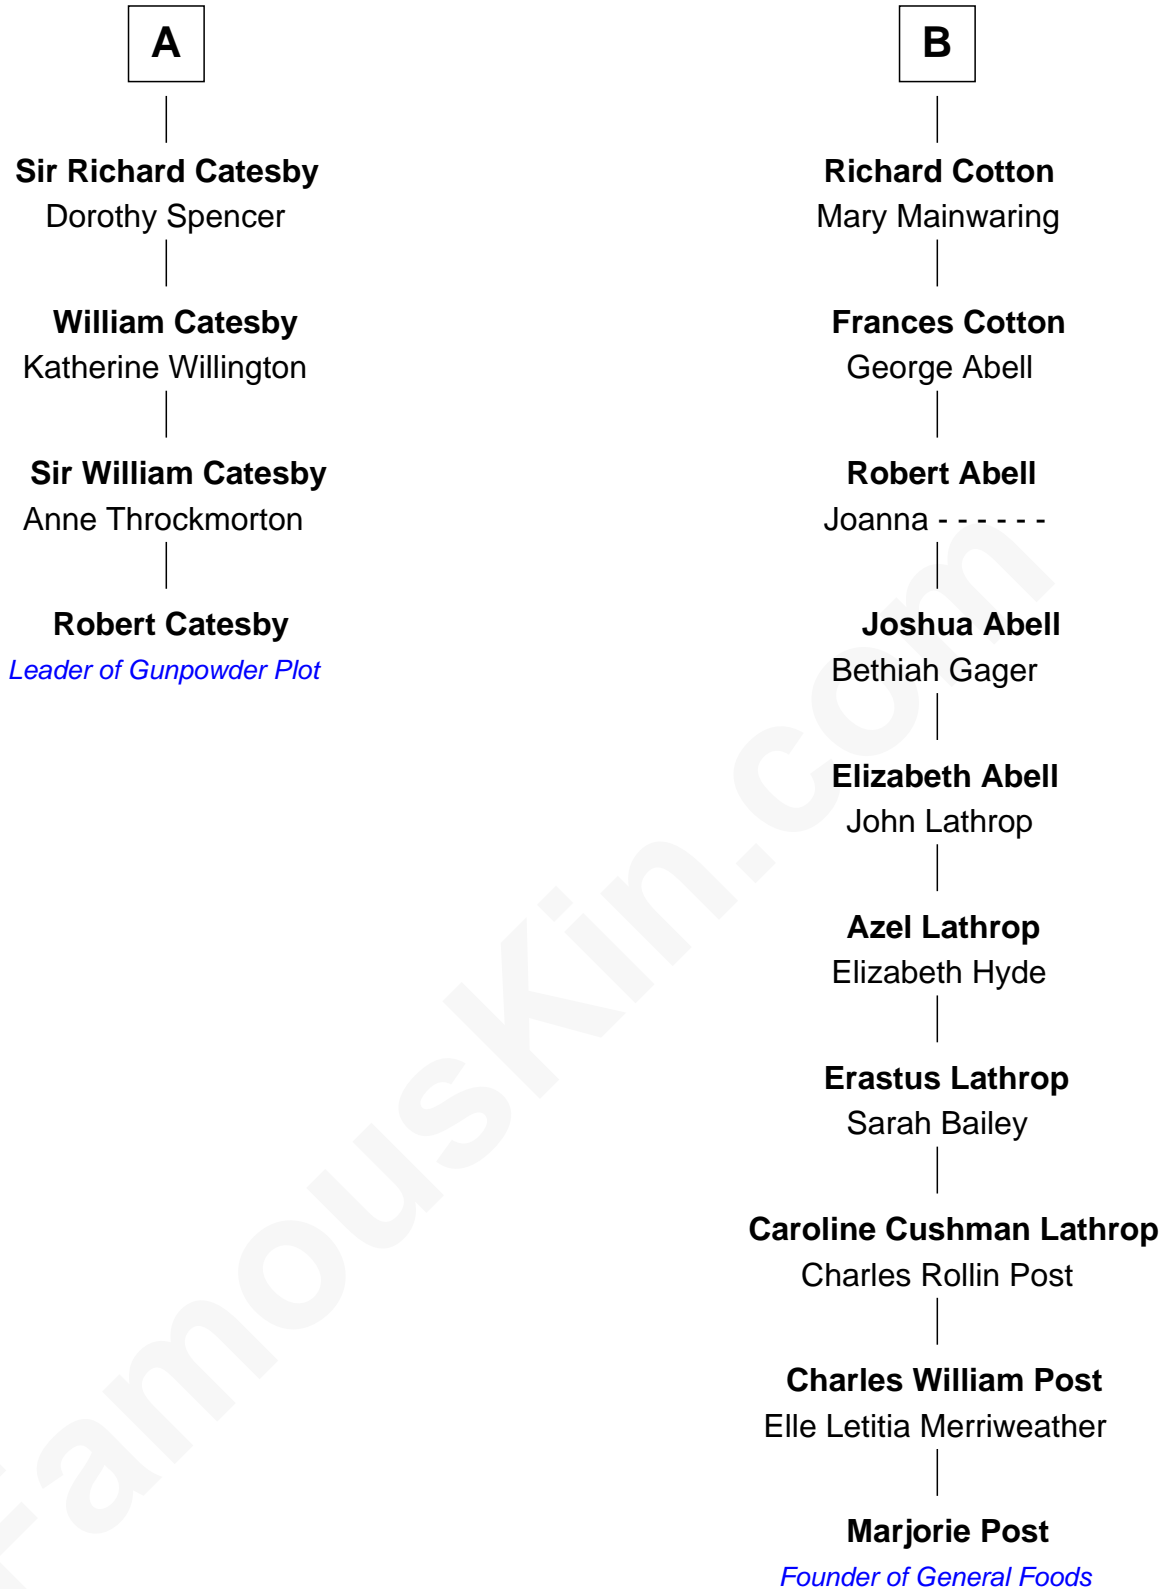 A
Sir Richard Catesby
Dorothy Spencer
William Catesby
Katherine Willington
Sir William Catesby
Anne Throckmorton
Robert Catesby
Leader of Gunpowder Plot
B
Richard Cotton
Mary Mainwaring
Frances Cotton
George Abell
Robert Abell
Joanna - - - - - -
Joshua Abell
Bethiah Gager
Elizabeth Abell
John Lathrop
Azel Lathrop
Elizabeth Hyde
Erastus Lathrop
Sarah Bailey
Caroline Cushman Lathrop
Charles Rollin Post
Charles William Post
Elle Letitia Merriweather
Marjorie Post
Founder of General Foods
FamousKin.com